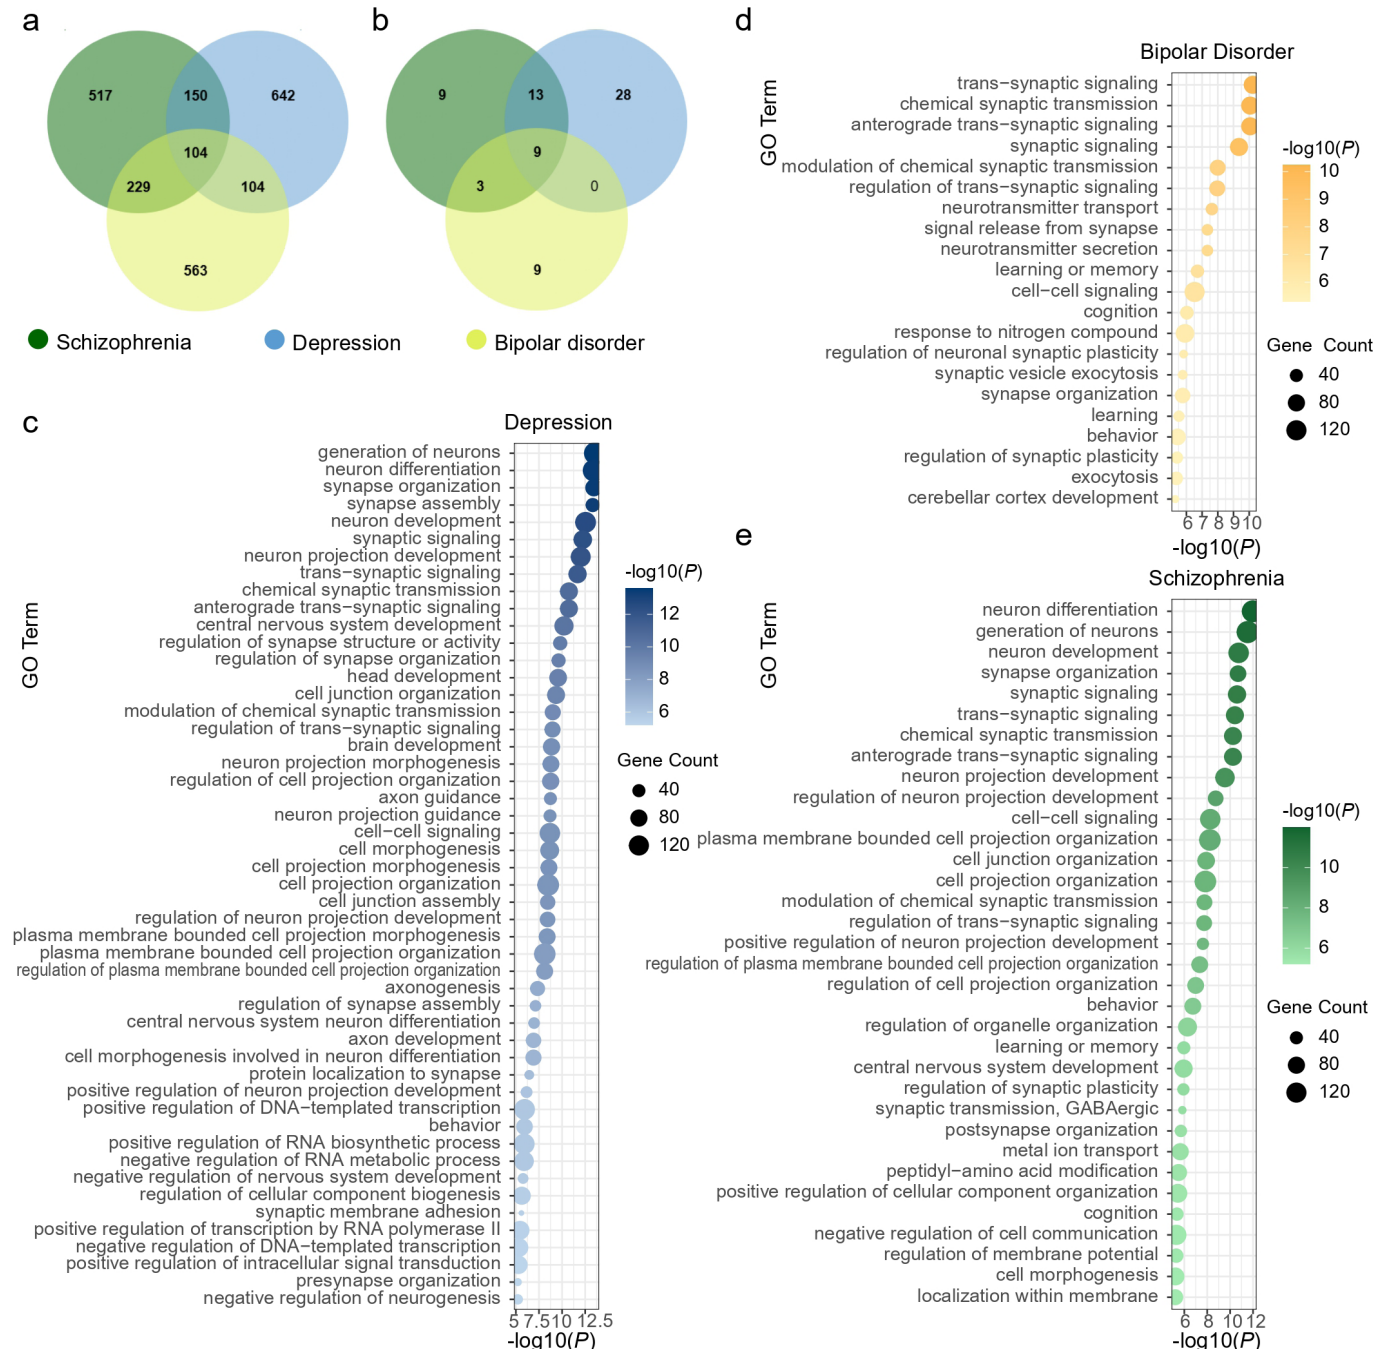 a
517
150
642
104
229
104
563
b
9
13
28
9
3
0
9
Schizophrenia
Depression
Bipolar disorder
c
Depression
GO Term
generation of neurons
neuron differentiation
synapse organization
synapse assembly
neuron development
synaptic signaling
neuron projection development
trans−synaptic signaling
chemical synaptic transmission
anterograde trans−synaptic signaling
central nervous system development
regulation of synapse structure or activity
regulation of synapse organization
head development
cell junction organization
modulation of chemical synaptic transmission
regulation of trans−synaptic signaling
brain development
neuron projection morphogenesis
regulation of cell projection organization
axon guidance
neuron projection guidance
cell−cell signaling
cell morphogenesis
cell projection morphogenesis
cell projection organization
cell junction assembly
regulation of neuron projection development
plasma membrane bounded cell projection morphogenesis
plasma membrane bounded cell projection organization
regulation of plasma membrane bounded cell projection organization
axonogenesis
regulation of synapse assembly
central nervous system neuron differentiation
axon development
cell morphogenesis involved in neuron differentiation
protein localization to synapse
positive regulation of neuron projection development
positive regulation of DNA−templated transcription
behavior
positive regulation of RNA biosynthetic process
negative regulation of RNA metabolic process
negative regulation of nervous system development
regulation of cellular component biogenesis
synaptic membrane adhesion
positive regulation of transcription by RNA polymerase II
negative regulation of DNA−templated transcription
positive regulation of intracellular signal transduction
presynapse organization
negative regulation of neurogenesis
5 7.5 10 12.5
-log10(P)
-log10(P)
12
10
8
6
Gene Count
40
80
120
d
Bipolar Disorder
GO Term
trans−synaptic signaling
chemical synaptic transmission
anterograde trans−synaptic signaling
synaptic signaling
modulation of chemical synaptic transmission
regulation of trans−synaptic signaling
neurotransmitter transport
signal release from synapse
neurotransmitter secretion
learning or memory
cell−cell signaling
cognition
response to nitrogen compound
regulation of neuronal synaptic plasticity
synaptic vesicle exocytosis
synapse organization
learning
behavior
regulation of synaptic plasticity
exocytosis
cerebellar cortex development
6 7 8 9 10
-log10(P)
-log10(P)
10
9
8
7
6
Gene Count
40
80
120
e
Schizophrenia
GO Term
neuron differentiation
generation of neurons
neuron development
synapse organization
synaptic signaling
trans−synaptic signaling
chemical synaptic transmission
anterograde trans−synaptic signaling
neuron projection development
regulation of neuron projection development
cell−cell signaling
plasma membrane bounded cell projection organization
cell junction organization
cell projection organization
modulation of chemical synaptic transmission
regulation of trans−synaptic signaling
positive regulation of neuron projection development
regulation of plasma membrane bounded cell projection organization
regulation of cell projection organization
behavior
regulation of organelle organization
learning or memory
central nervous system development
regulation of synaptic plasticity
synaptic transmission, GABAergic
postsynapse organization
metal ion transport
peptidyl−amino acid modification
positive regulation of cellular component organization
cognition
negative regulation of cell communication
regulation of membrane potential
cell morphogenesis
localization within membrane
6 8 10 12
-log10(P)
-log10(P)
10
8
6
Gene Count
40
80
120